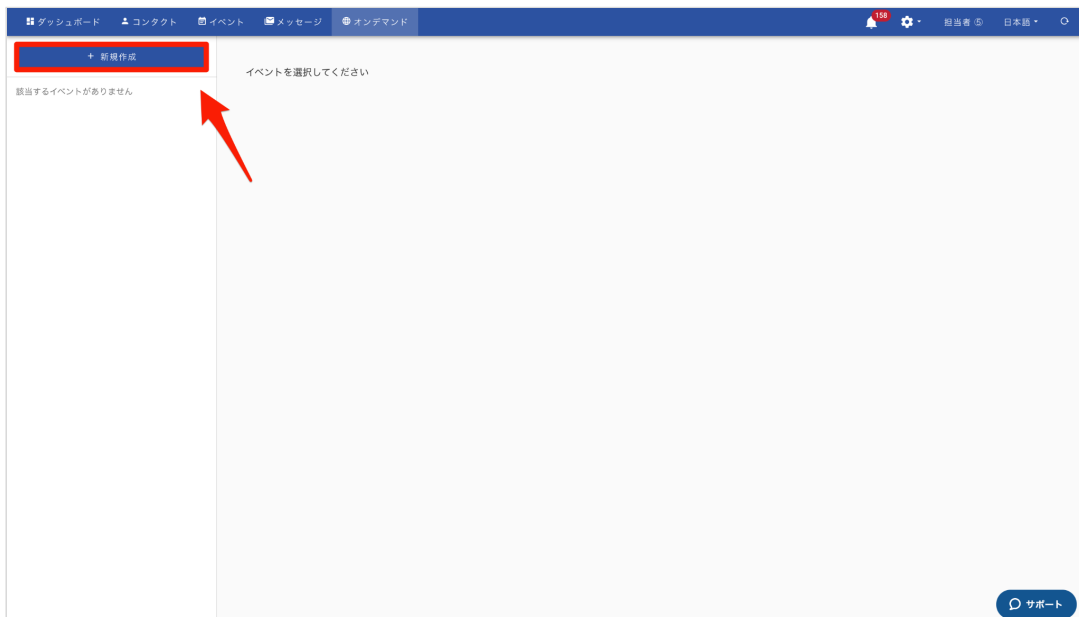 ダッシュボード コンタクト イベント メッセージ オンデマンド 158 担当者 ⑤ 日本語
+ 新規作成
イベントを選択してください
該当するイベントがありません
サポート